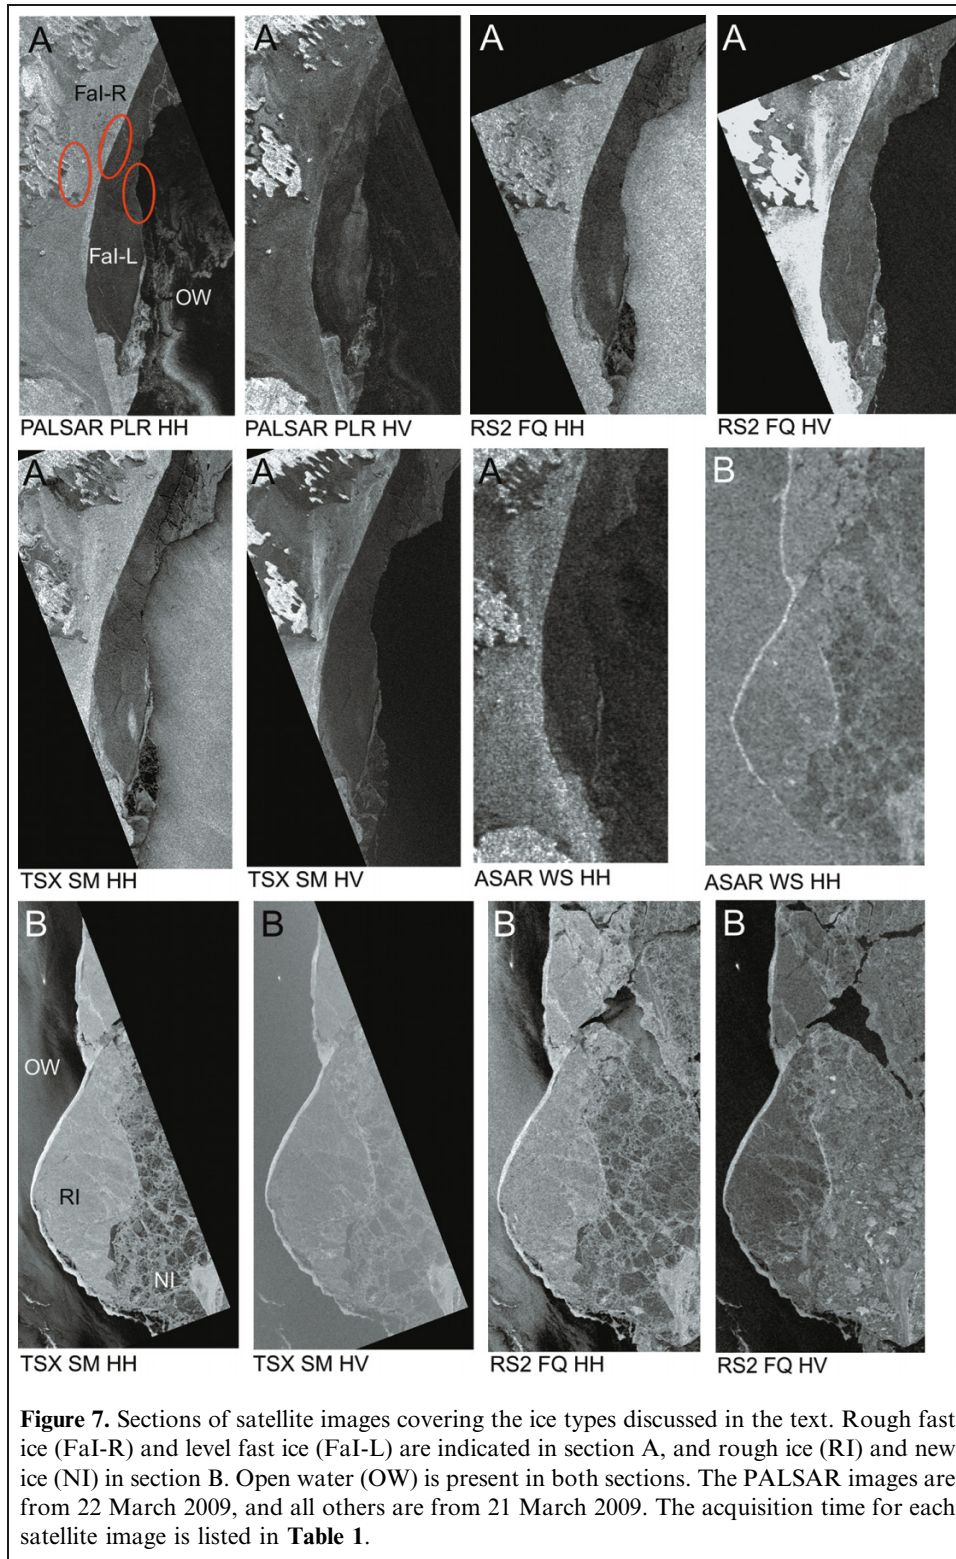 A A A A
FaI-R
FaI-L
OW
PALSAR PLR HH PALSAR PLR HV RS2 FQ HH RS2 FQ HV
A A A B
TSX SM HH TSX SM HV ASAR WS HH ASAR WS HH
B B B B
OW
RI
NI
TSX SM HH TSX SM HV RS2 FQ HH RS2 FQ HV
Figure 7. Sections of satellite images covering the ice types discussed in the text. Rough fast
ice (FaI-R) and level fast ice (FaI-L) are indicated in section A, and rough ice (RI) and new
ice (NI) in section B. Open water (OW) is present in both sections. The PALSAR images are
from 22 March 2009, and all others are from 21 March 2009. The acquisition time for each
satellite image is listed in Table 1.